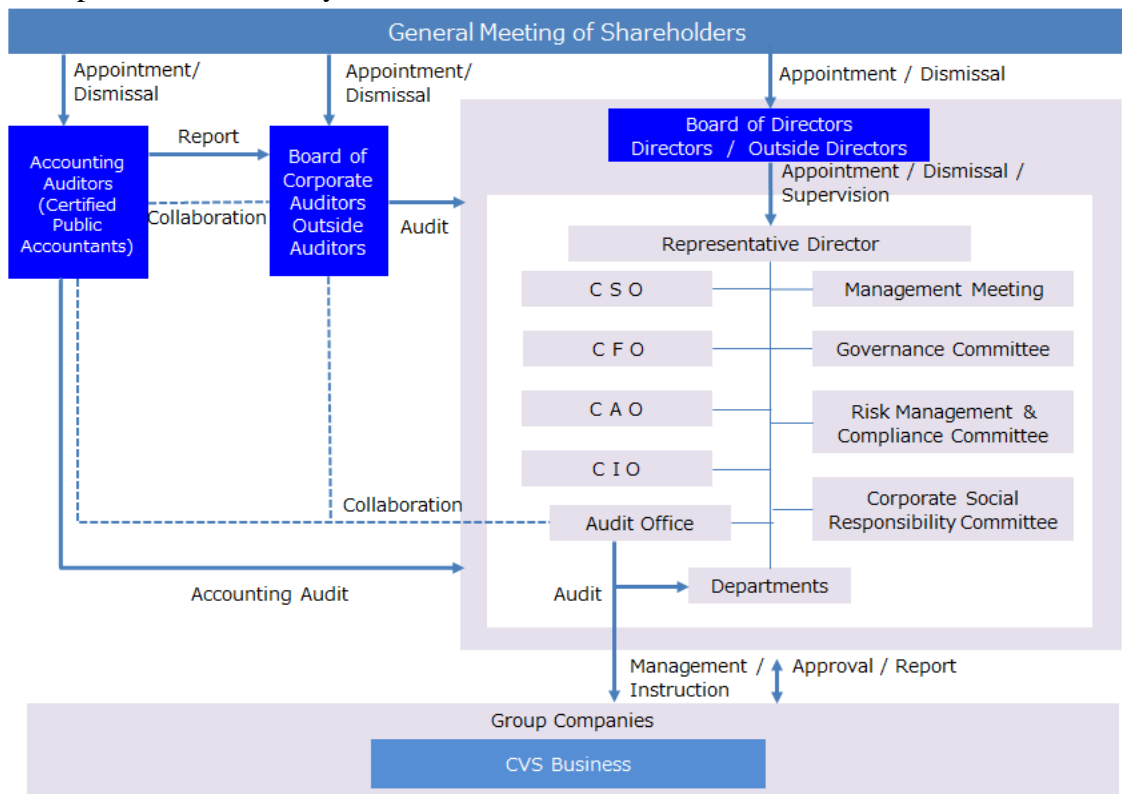 General Meeting of Shareholders
Appointment/
Dismissal
Appointment/
Dismissal
Appointment / Dismissal
Accounting
Auditors
(Certified
Public
Accountants)
Report
Collaboration
Board of
Corporate
Auditors
Outside
Auditors
Audit
Board of Directors
Directors / Outside Directors
Appointment / Dismissal /
Supervision
Representative Director
C S O
Management Meeting
C F O
Governance Committee
C A O
Risk Management &
Compliance Committee
C I O
Corporate Social
Responsibility Committee
Collaboration
Audit Office
Accounting Audit
Audit
Departments
Management /
Instruction
Approval / Report
Group Companies
CVS Business